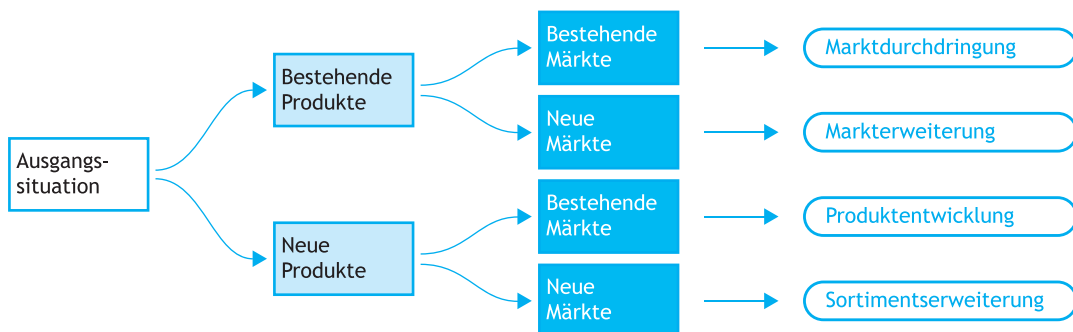 Ausgangs-
situation
Bestehende
Produkte
Neue
Produkte
Bestehende
Märkte
Neue
Märkte
Bestehende
Märkte
Neue
Märkte
Marktdurchdringung
Markterweiterung
Produktentwicklung
Sortimentserweiterung